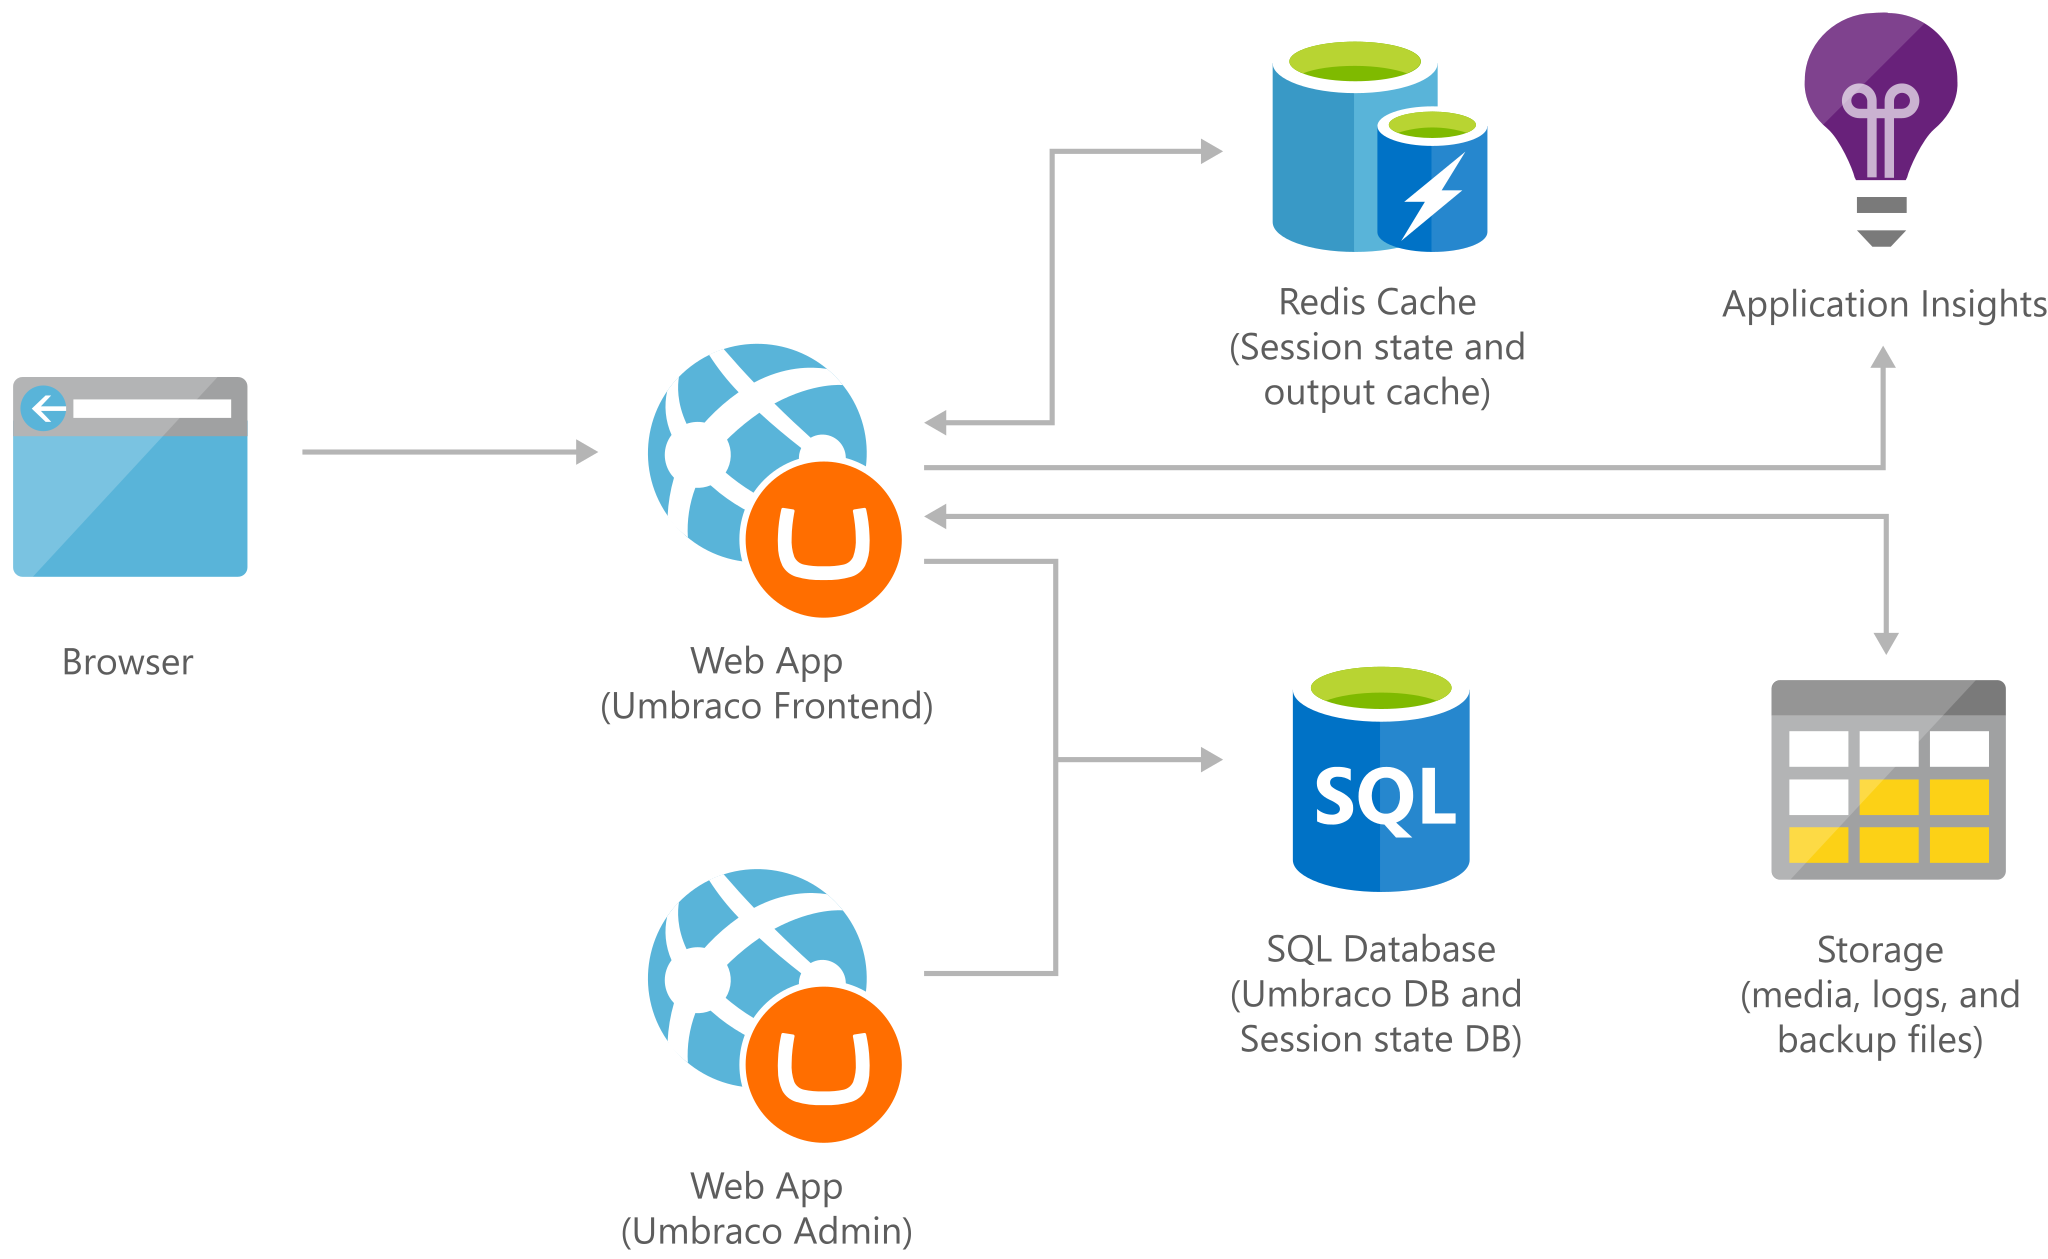 Redis Cache
(Session state and
output cache)
Application Insights
Browser
Web App
(Umbraco Frontend)
SQL
SQL Database
(Umbraco DB and
Session state DB)
Storage
(media, logs, and
backup files)
Web App
(Umbraco Admin)